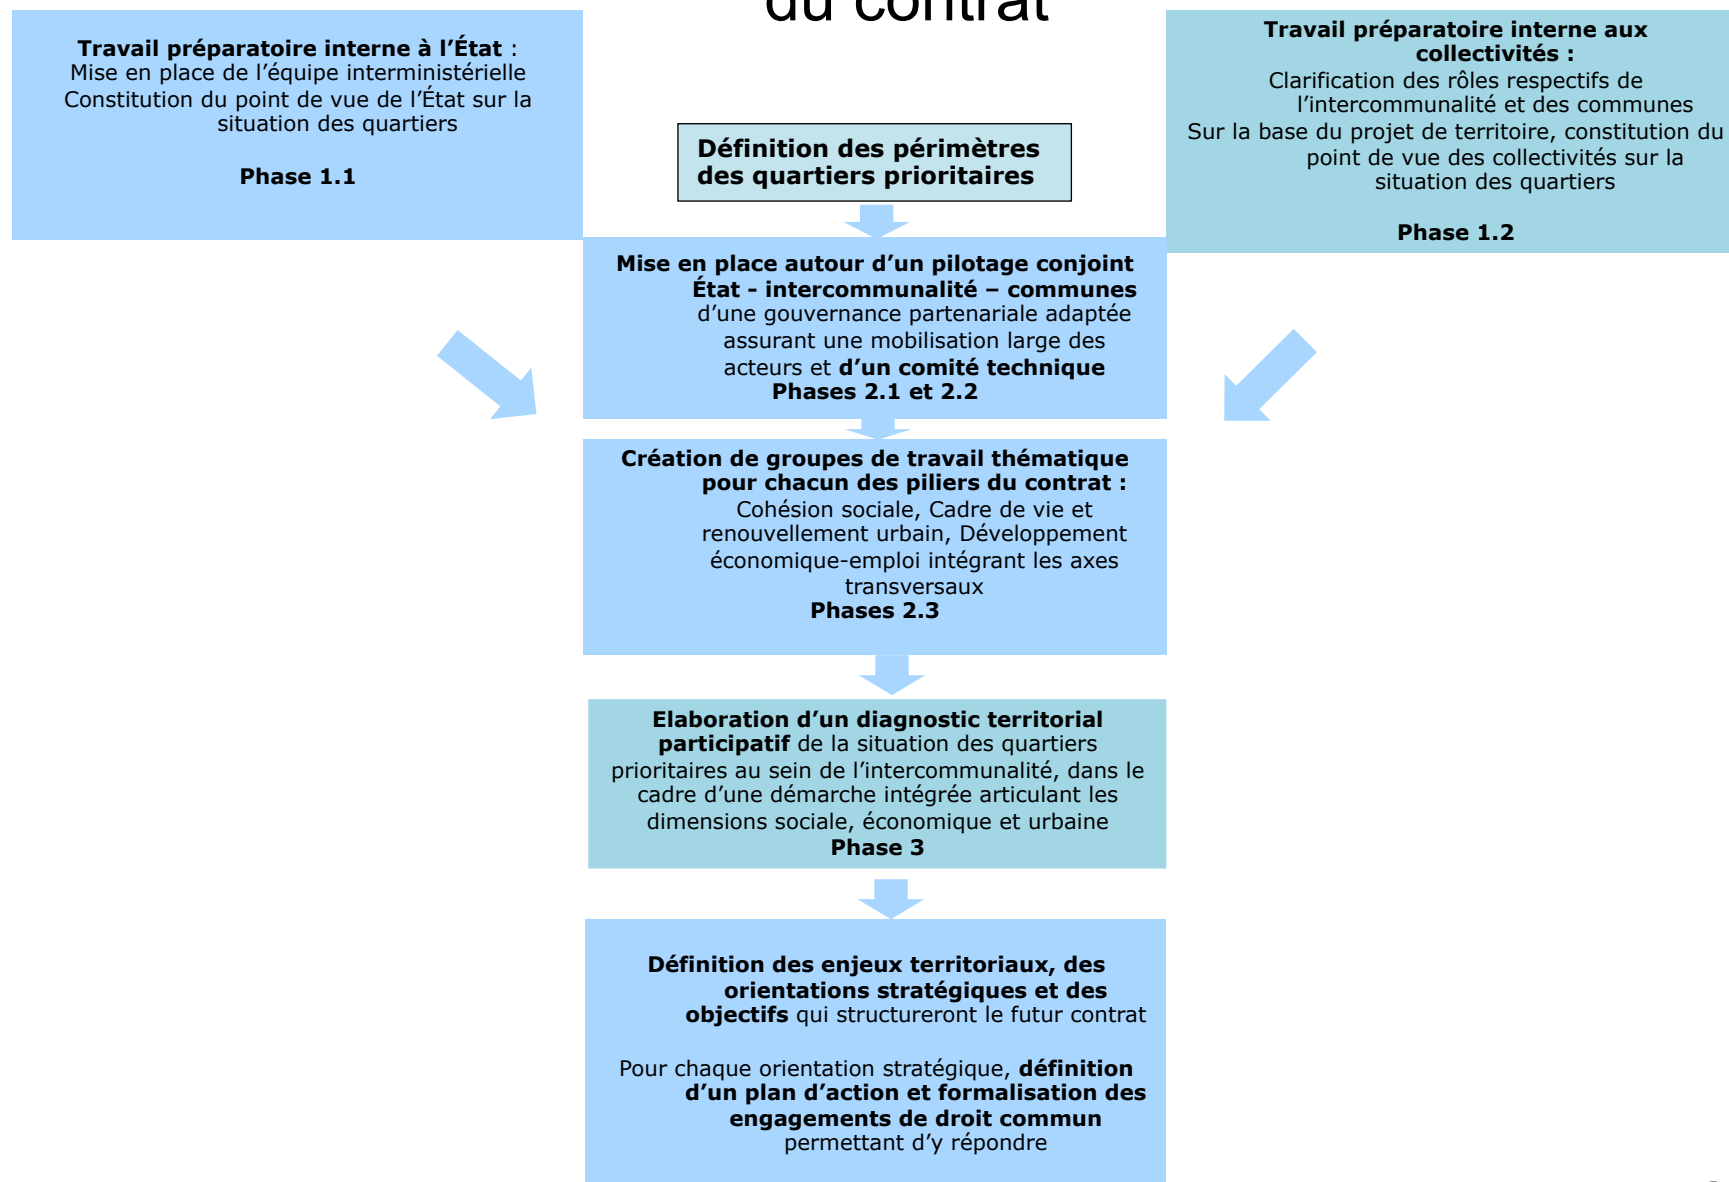 du contrat
Travail préparatoire interne à l’État :
Mise en place de l’équipe interministérielle
Constitution du point de vue de l’État sur la
situation des quartiers
Phase 1.1
Travail préparatoire interne aux
collectivités :
Clarification des rôles respectifs de
l’intercommunalité et des communes
Sur la base du projet de territoire, constitution du
point de vue des collectivités sur la
situation des quartiers
Phase 1.2
Définition des périmètres
des quartiers prioritaires
Mise en place autour d’un pilotage conjoint
État - intercommunalité – communes
d’une gouvernance partenariale adaptée
assurant une mobilisation large des
acteurs et d’un comité technique
Phases 2.1 et 2.2
Création de groupes de travail thématique
pour chacun des piliers du contrat :
Cohésion sociale, Cadre de vie et
renouvellement urbain, Développement
économique-emploi intégrant les axes
transversaux
Phases 2.3
Elaboration d’un diagnostic territorial
participatif de la situation des quartiers
prioritaires au sein de l’intercommunalité, dans le
cadre d’une démarche intégrée articulant les
dimensions sociale, économique et urbaine
Phase 3
Définition des enjeux territoriaux, des
orientations stratégiques et des
objectifs qui structureront le futur contrat
Pour chaque orientation stratégique, définition
d’un plan d’action et formalisation des
engagements de droit commun
permettant d’y répondre